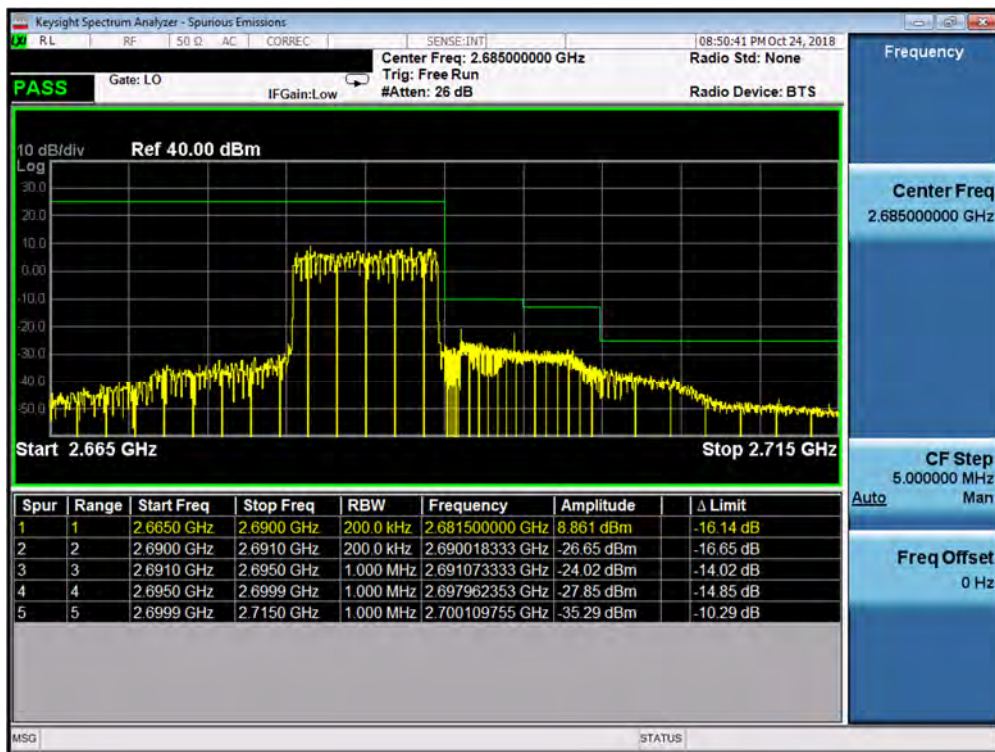 Keysight Spectrum Analyzer - Spurious Emissions
LXI RL RF 50 Ω AC CORREC SENSE:INT 08:50:41 PM Oct 24, 2018
Center Freq: 2.685000000 GHz Radio Std: None
PASS Gate: LO Trig: Free Run
IFGain:Low #Atten: 26 dB Radio Device: BTS
10 dB/div Ref 40.00 dBm
Log
30.0
20.0
10.0
0.00
-10.0
-20.0
-30.0
-40.0
-50.0
Start 2.665 GHz Stop 2.715 GHz
Spur Range Start Freq Stop Freq RBW Frequency Amplitude Δ Limit
1 1 2.6650 GHz 2.6900 GHz 200.0 kHz 2.681500000 GHz 8.861 dBm -16.14 dB
2 2 2.6900 GHz 2.6910 GHz 200.0 kHz 2.690018333 GHz -26.65 dBm -16.65 dB
3 3 2.6910 GHz 2.6950 GHz 1.000 MHz 2.691073333 GHz -24.02 dBm -14.02 dB
4 4 2.6950 GHz 2.6999 GHz 1.000 MHz 2.697962353 GHz -27.85 dBm -14.85 dB
5 5 2.6999 GHz 2.7150 GHz 1.000 MHz 2.700109755 GHz -35.29 dBm -10.29 dB
MSG STATUS
Frequency
Center Freq
2.685000000 GHz
CF Step
5.000000 MHz
Auto Man
Freq Offset
0 Hz